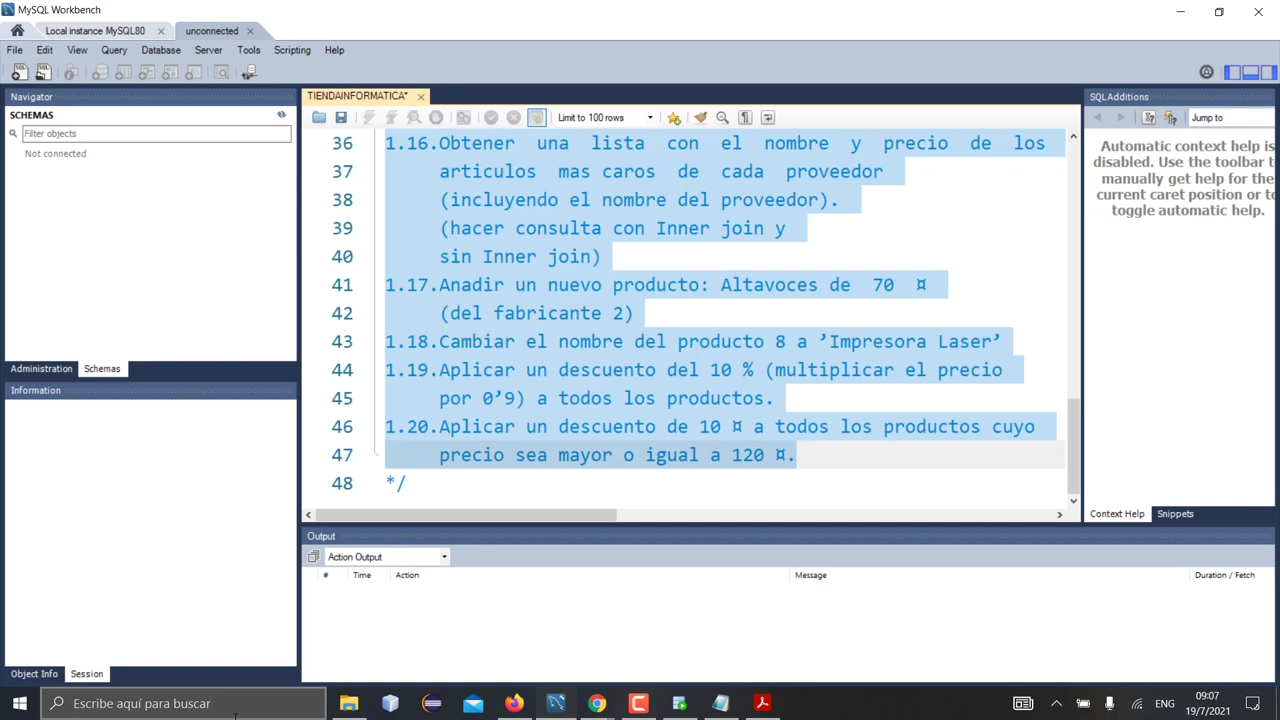 MySQL Workbench
Local instance MySQL80 × unconnected ×
File Edit View Query Database Server Tools Scripting Help
Navigator
SCHEMAS
Filter objects
Not connected
Administration Schemas
Information
Object Info Session
TIENDAINFORMATICA* ×
Limit to 100 rows
36 1.16.Obtener una lista con el nombre y precio de los
37 articulos mas caros de cada proveedor
38 (incluyendo el nombre del proveedor).
39 (hacer consulta con Inner join y
40 sin Inner join)
41 1.17.Anadir un nuevo producto: Altavoces de 70 ¤
42 (del fabricante 2)
43 1.18.Cambiar el nombre del producto 8 a ’Impresora Laser’
44 1.19.Aplicar un descuento del 10 % (multiplicar el precio
45 por 0’9) a todos los productos.
46 1.20.Aplicar un descuento de 10 ¤ a todos los productos cuyo
47 precio sea mayor o igual a 120 ¤.
48 */
Output
Action Output
# Time Action Message Duration / Fetch
SQLAdditions
Jump to
Automatic context help is
disabled. Use the toolbar t
manually get help for the
current caret position or to
toggle automatic help.
Context Help Snippets
Escribe aquí para buscar
ENG
09:07
19/7/2021